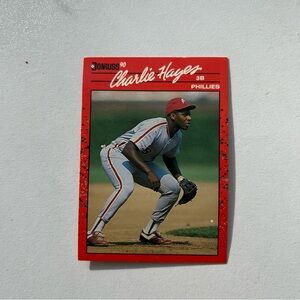 DONRUSS 90
Charlie Hayes
3B
PHILLIES